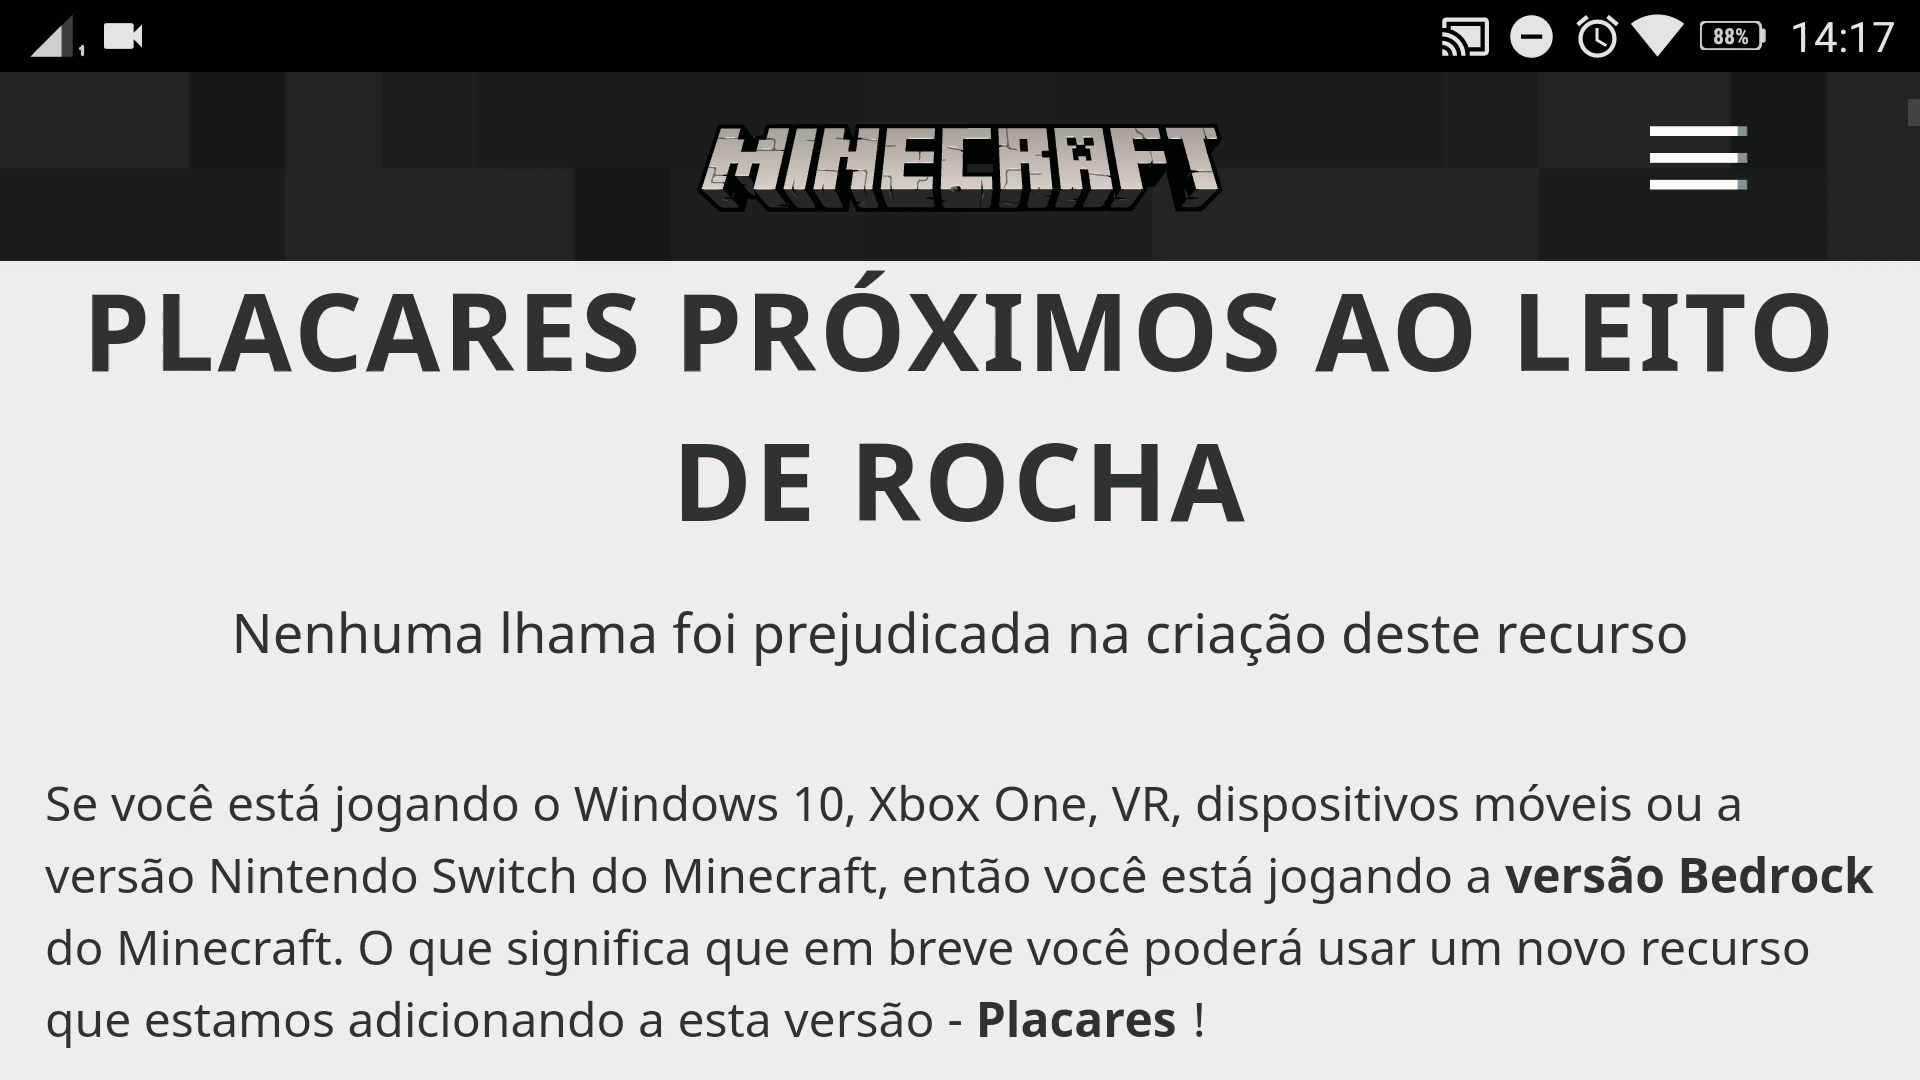 1
88%
14:17
MINECRAFT
PLACARES PRÓXIMOS AO LEITO
DE ROCHA
Nenhuma lhama foi prejudicada na criação deste recurso
Se você está jogando o Windows 10, Xbox One, VR, dispositivos móveis ou a
versão Nintendo Switch do Minecraft, então você está jogando a versão Bedrock
do Minecraft. O que significa que em breve você poderá usar um novo recurso
que estamos adicionando a esta versão - Placares !